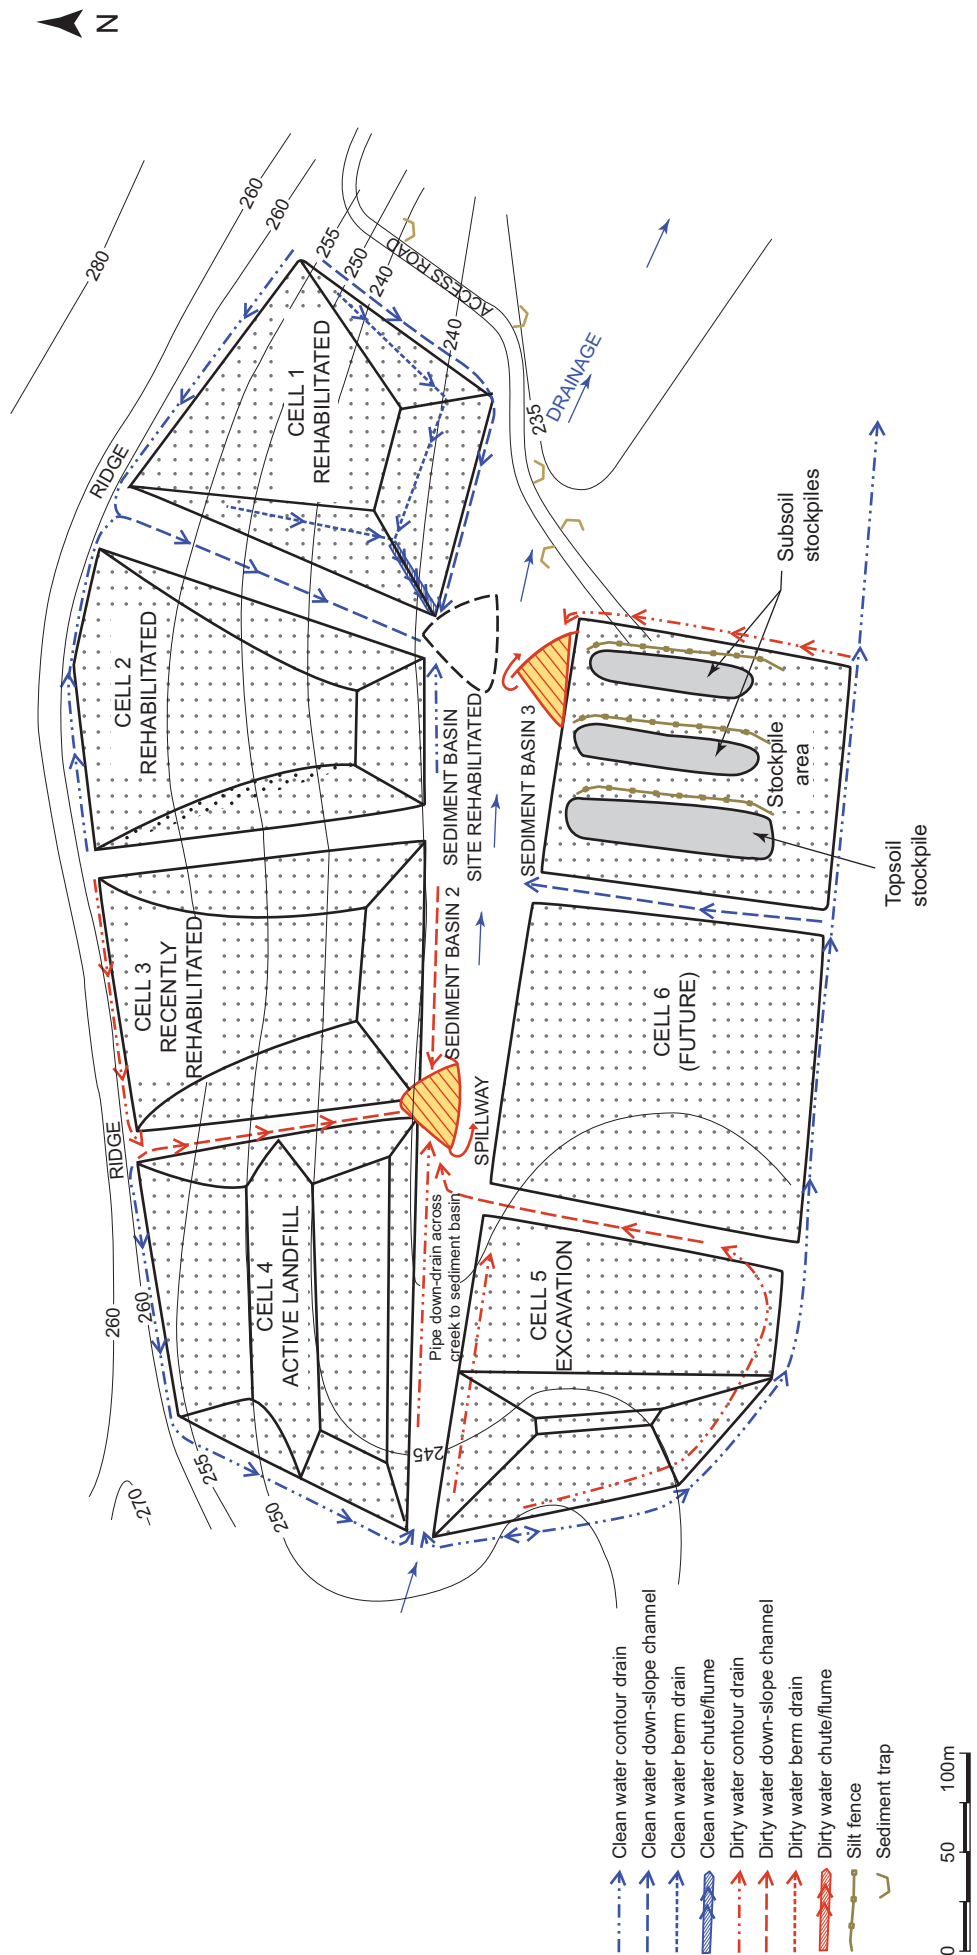 N
280
260
260
255
250
240
240
235
ACCESS ROAD
DRAINAGE
RIDGE
CELL 1
REHABILITATED
CELL 2
REHABILITATED
SEDIMENT BASIN
SITE REHABILITATED
SEDIMENT BASIN 3
Subsoil
stockpiles
Stockpile
area
Topsoil
stockpile
CELL 3
RECENTLY
REHABILITATED
SEDIMENT BASIN 2
SPILLWAY
CELL 6
(FUTURE)
RIDGE
CELL 4
ACTIVE LANDFILL
Pipe down-drain across
creek to sediment basin
CELL 5
EXCAVATION
260
260
245
255
250
270
Clean water contour drain
Clean water down-slope channel
Clean water berm drain
Clean water chute/flume
Dirty water contour drain
Dirty water down-slope channel
Dirty water berm drain
Dirty water chute/flume
Silt fence
Sediment trap
0 50 100m